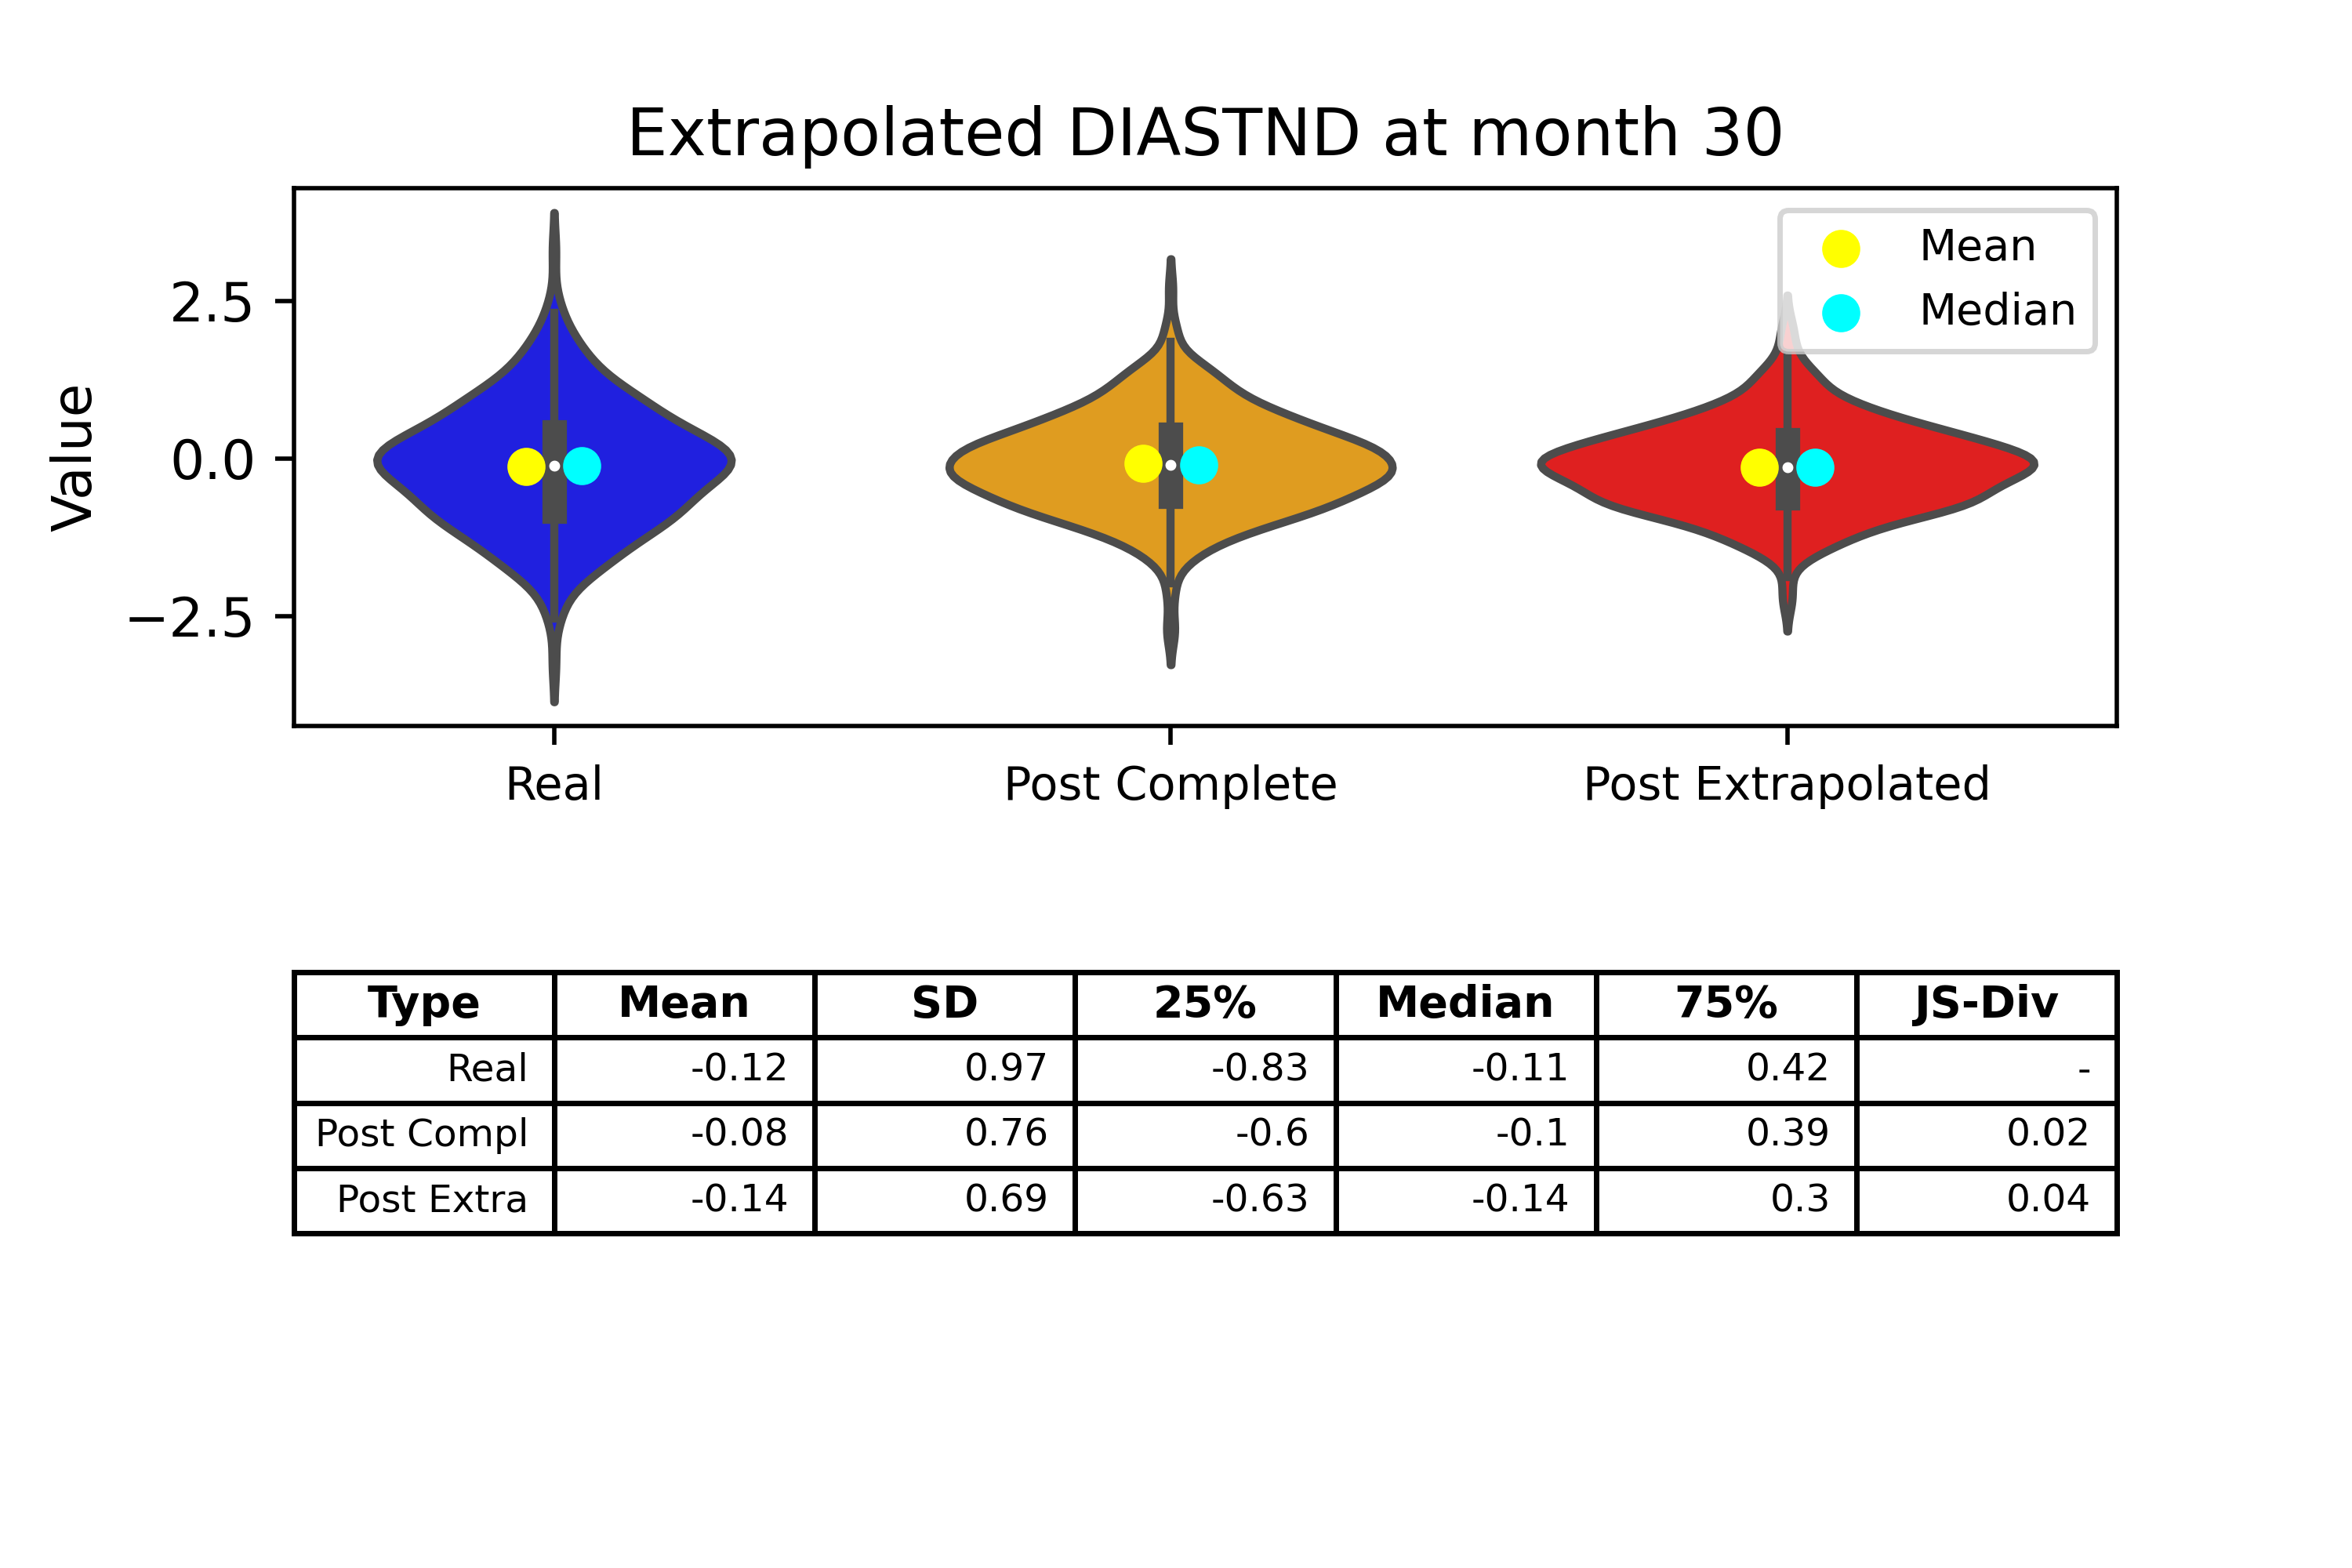 Extrapolated DIASTND at month 30
Mean
Median
Value
2.5
0.0
−2.5
Real Post Complete Post Extrapolated
Type Mean SD 25% Median 75% JS-Div
Real -0.12 0.97 -0.83 -0.11 0.42 -
Post Compl -0.08 0.76 -0.6 -0.1 0.39 0.02
Post Extra -0.14 0.69 -0.63 -0.14 0.3 0.04